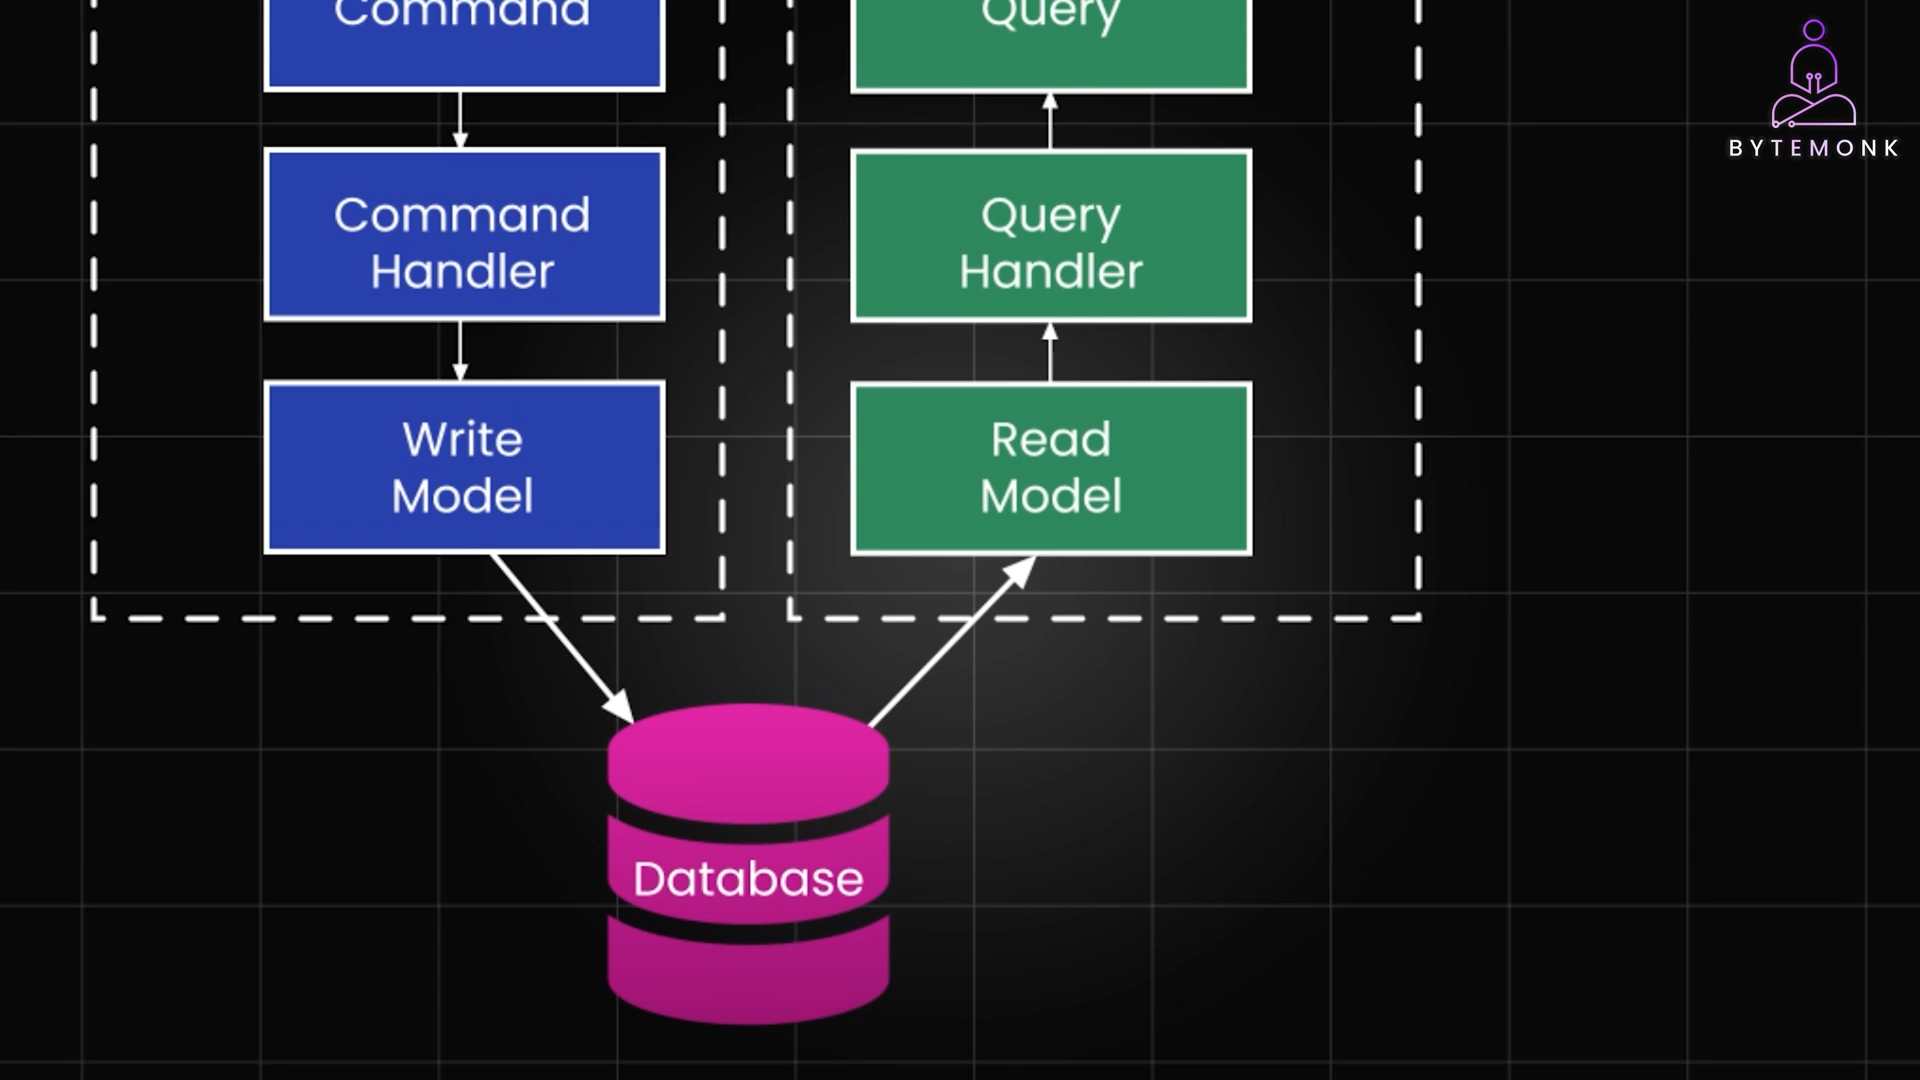 Command
Query
BYTEMONK
Command
Handler
Query
Handler
Write
Model
Read
Model
Database